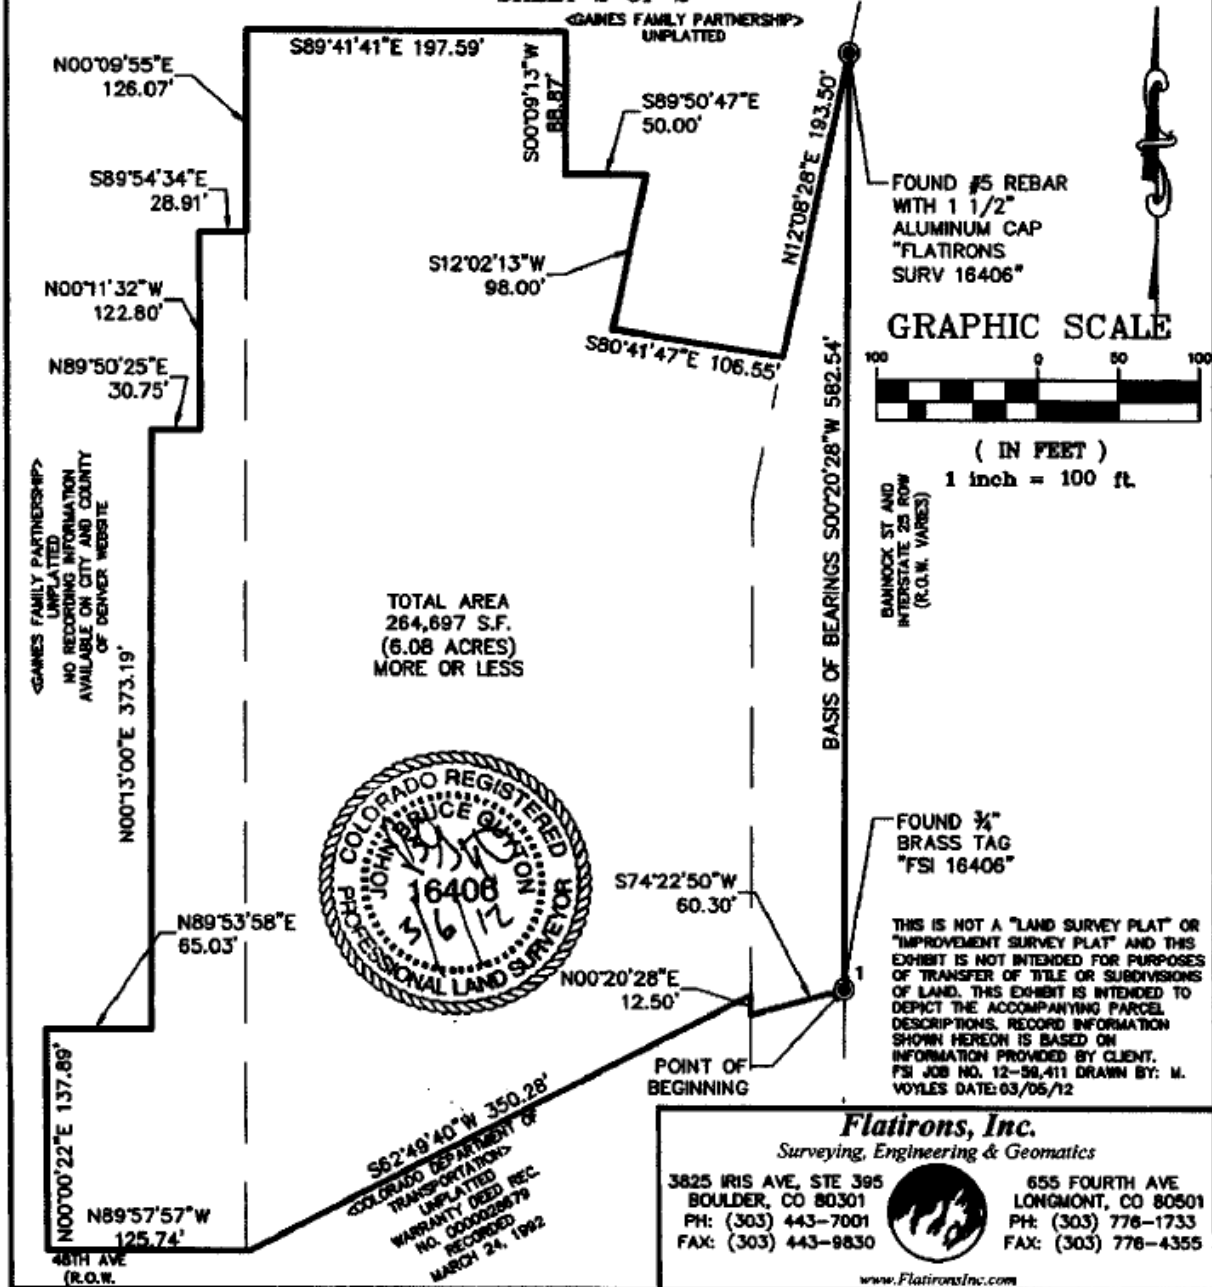 <GAINES FAMILY PARTNERSHIP>
UNPLATTED
S89°41'41"E 197.59'
N00°09'55"E
126.07'
S00°09'13"W
88.87'
S89°50'47"E
50.00'
N12°08'28"E 193.50'
FOUND #5 REBAR
WITH 1 1/2"
ALUMINUM CAP
"FLATIRONS
SURV 16406"
S89°54'34"E
28.91'
S12°02'13"W
98.00'
N00°11'32"W
122.80'
GRAPHIC SCALE
100 0 50 100
( IN FEET )
1 inch = 100 ft.
S80°41'47"E 106.55'
N89°50'25"E
30.75'
BASIS OF BEARINGS S00°20'28"W 582.54'
BANNOCK ST AND
INTERSTATE 25 ROW
(R.O.W. VARIES)
<GAINES FAMILY PARTNERSHIP>
UNPLATTED
NO RECORDING INFORMATION
AVAILABLE ON CITY AND COUNTY
OF DENVER WEBSITE
TOTAL AREA
264,697 S.F.
(6.08 ACRES)
MORE OR LESS
N00°13'00"E 373.19'
COLORADO REGISTERED
JOHN BRUCE GUYTON
16406
3 6 12
PROFESSIONAL LAND SURVEYOR
FOUND ¾"
BRASS TAG
"FSI 16406"
S74°22'50"W
60.30'
N89°53'58"E
65.03'
N00°20'28"E
12.50'
1
POINT OF
BEGINNING
THIS IS NOT A "LAND SURVEY PLAT" OR
"IMPROVEMENT SURVEY PLAT" AND THIS
EXHIBIT IS NOT INTENDED FOR PURPOSES
OF TRANSFER OF TITLE OR SUBDIVISIONS
OF LAND. THIS EXHIBIT IS INTENDED TO
DEPICT THE ACCOMPANYING PARCEL
DESCRIPTIONS. RECORD INFORMATION
SHOWN HEREON IS BASED ON
INFORMATION PROVIDED BY CLIENT.
FSI JOB NO. 12-59,411 DRAWN BY: M.
VOYLES DATE: 03/05/12
N00°00'22"E 137.89'
S62°49'40"W 350.28'
<COLORADO DEPARTMENT OF
TRANSPORTATION>
UNPLATTED
WARRANTY DEED REC.
NO. 0000028679
RECORDED
MARCH 24, 1992
N89°57'57"W
125.74'
48TH AVE
(R.O.W.
Flatirons, Inc.
Surveying, Engineering & Geomatics
3825 IRIS AVE, STE 395
BOULDER, CO 80301
PH: (303) 443-7001
FAX: (303) 443-9830
655 FOURTH AVE
LONGMONT, CO 80501
PH: (303) 776-1733
FAX: (303) 776-4355
www.FlatironsInc.com